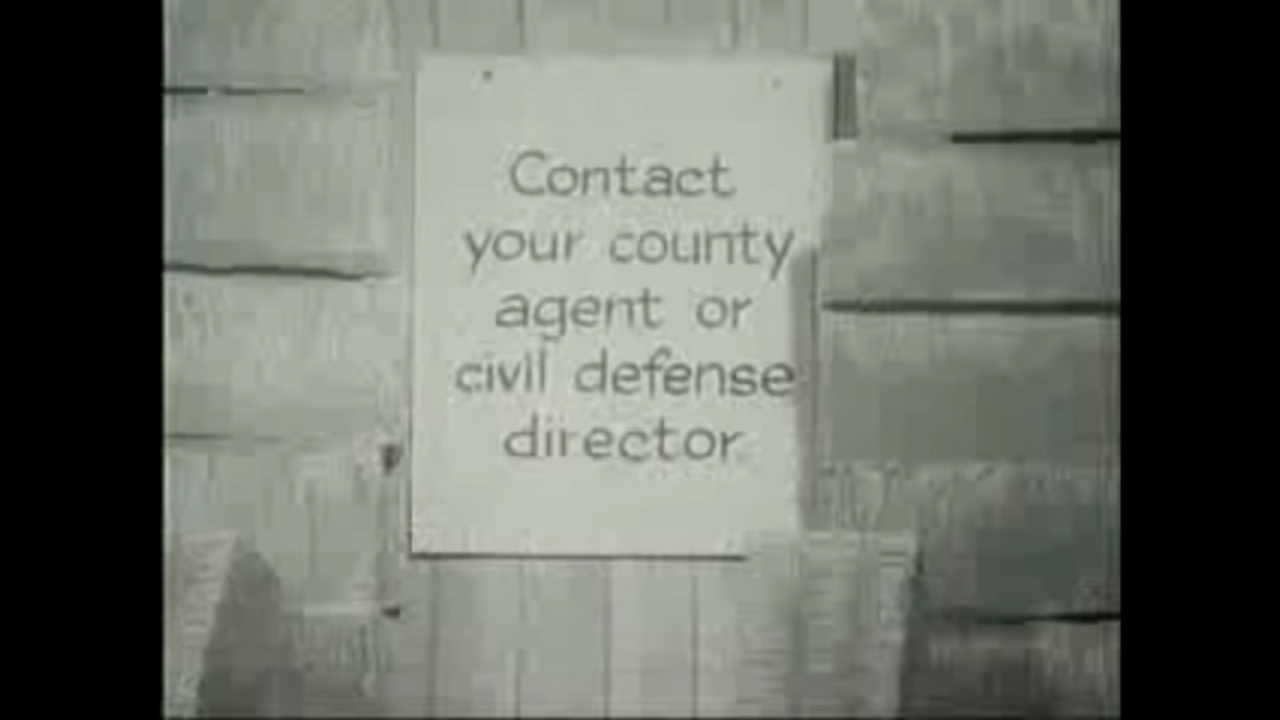 Contact
your county
agent or
civil defense
director